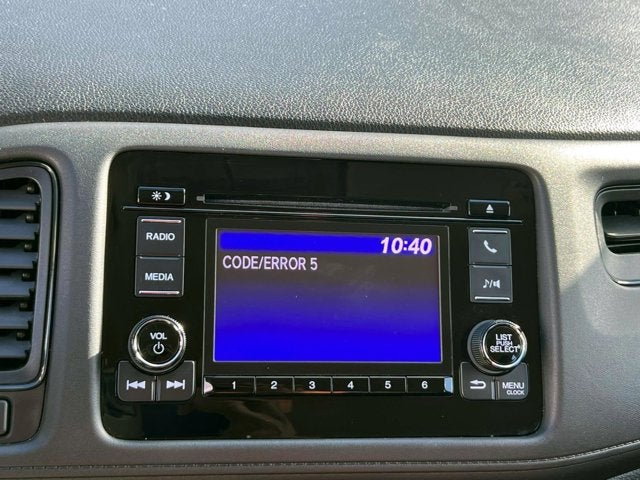 10:40
CODE/ERROR 5
RADIO
MEDIA
VOL
LIST
PUSH
SELECT
1 2 3 4 5 6
MENU
CLOCK